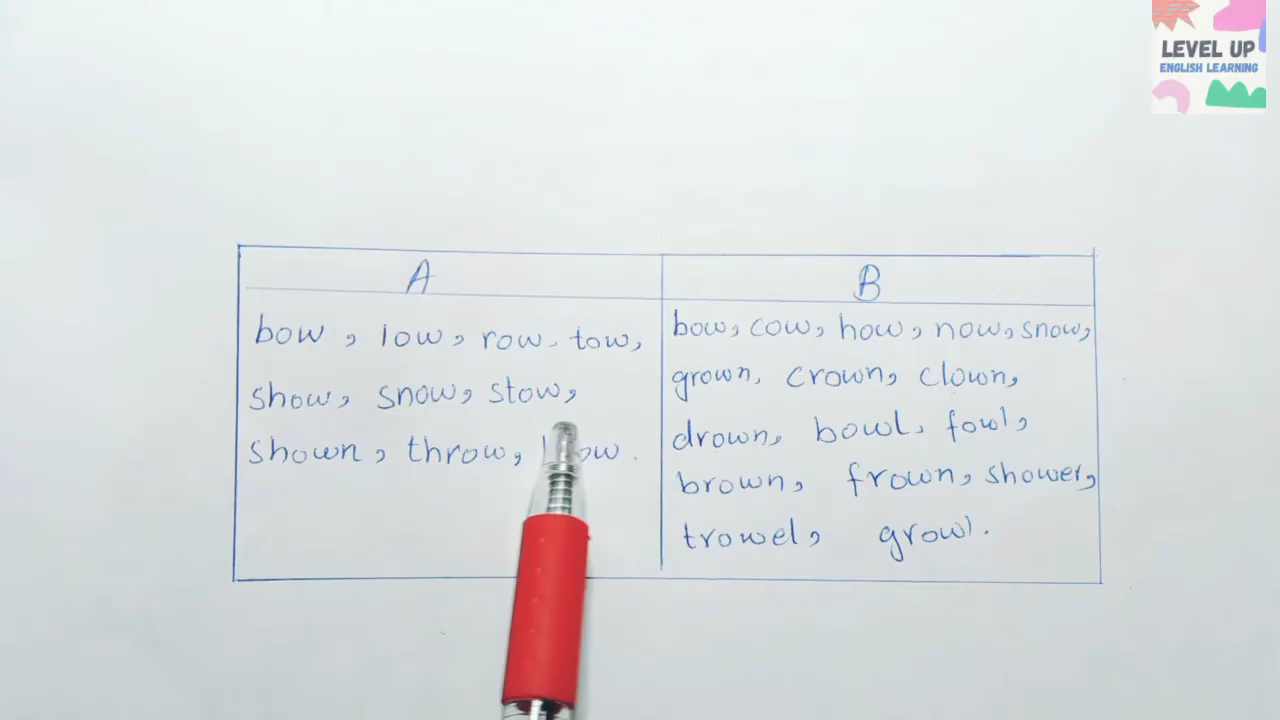 LEVEL UP
ENGLISH LEARNING
A
bow, low, row, tow,
show, snow, stow,
shown, throw,
B
bow, cow, how, now, snow,
grown, crown, clown,
drown, bowl, fowl,
brown, frown, shower,
trowel, growl.